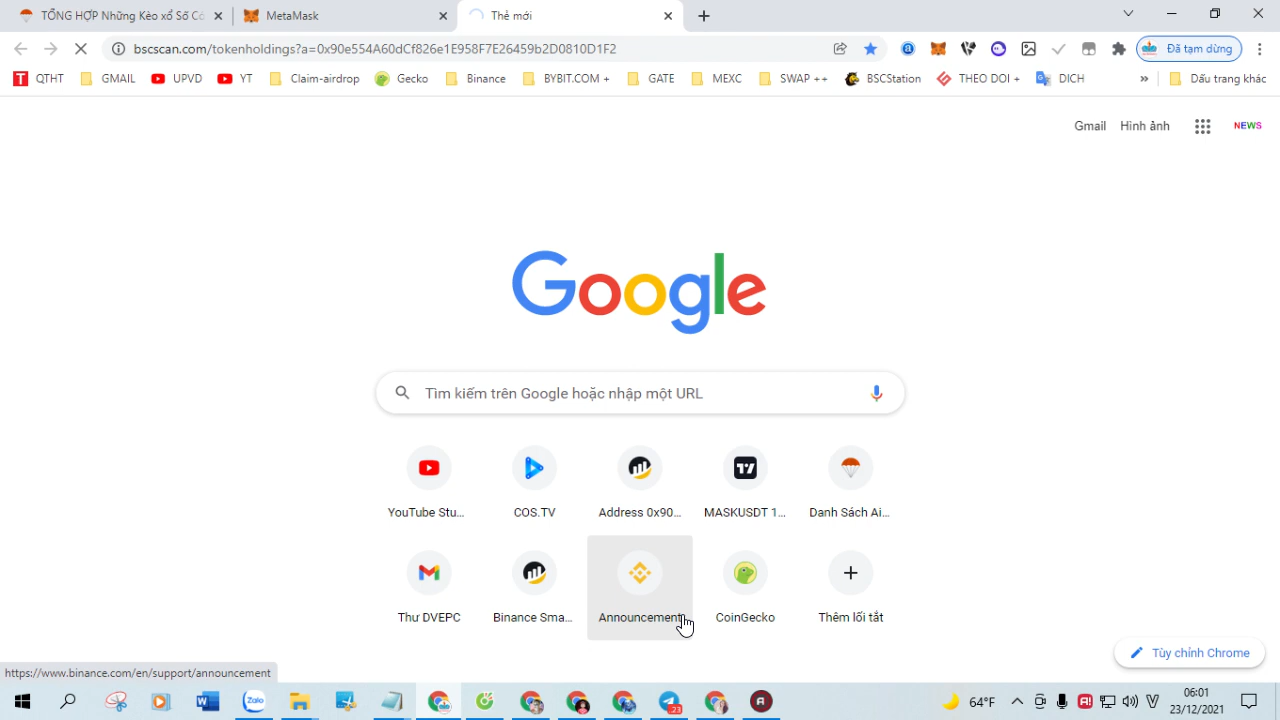 TỔNG HỢP Những Kèo xổ Số Có
MetaMask
Thẻ mới
bscscan.com/tokenholdings?a=0x90e554A60dCf826e1E958F7E26459b2D0810D1F2
Đã tạm dừng
QTHT
GMAIL
UPVD
YT
Claim-airdrop
Gecko
Binance
BYBIT.COM +
GATE
MEXC
SWAP ++
BSCStation
THEO DOI +
DICH
»
Dấu trang khác
Gmail
Hình ảnh
NEWS
Google
Tìm kiếm trên Google hoặc nhập một URL
YouTube Stu...
COS.TV
Address 0x90...
MASKUSDT 1...
Danh Sách Ai...
Thư DVEPC
Binance Sma...
Announcement
CoinGecko
Thêm lối tắt
Tùy chỉnh Chrome
https://www.binance.com/en/support/announcement
Zalo
23
64°F
06:01
23/12/2021